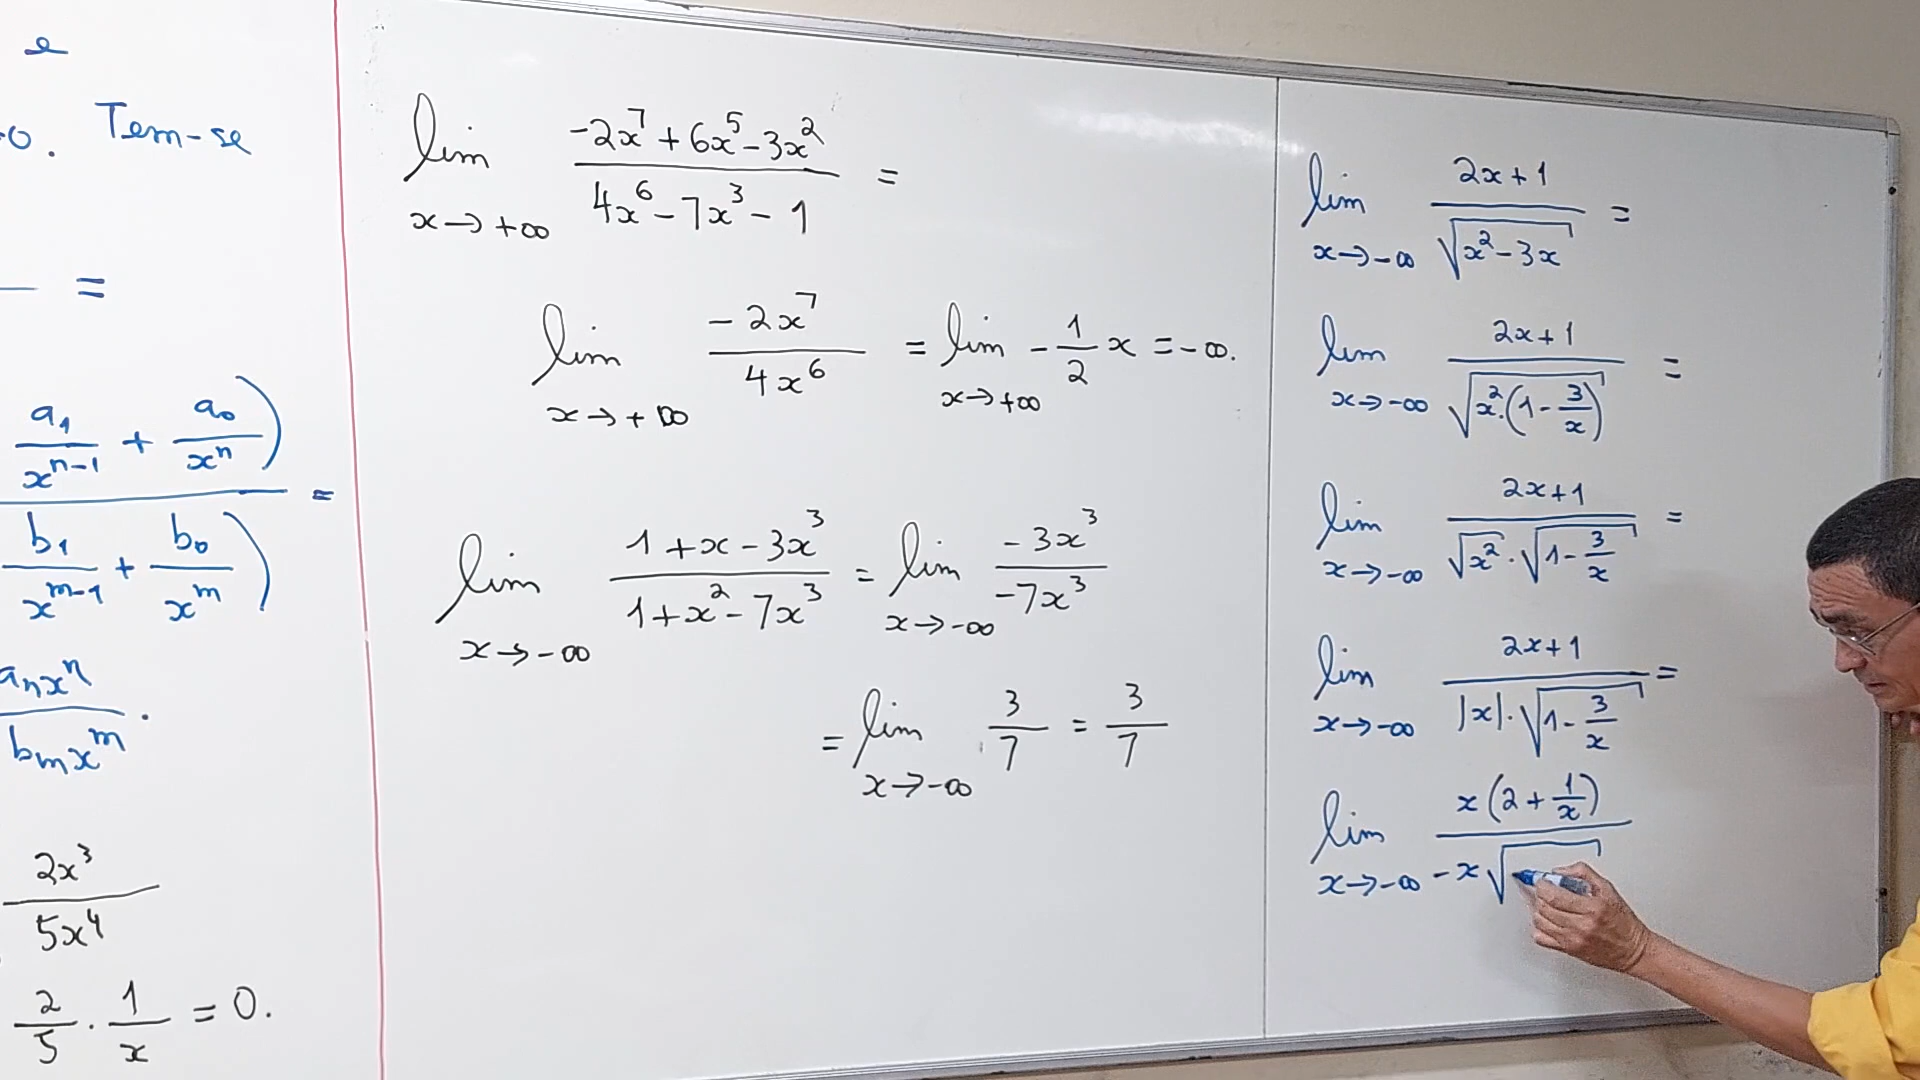 e
0. Tem-se
— =
a₁/xⁿ⁻¹ + a₀/xⁿ) =
b₁/xᵐ⁻¹ + b₀/xᵐ)
aₙxⁿ/bₘxᵐ.
2x³/5x⁴
2/5 · 1/x = 0.
lim x→+∞ (-2x⁷+6x⁵-3x²)/(4x⁶-7x³-1) =
lim x→+∞ -2x⁷/4x⁶ = lim x→+∞ -1/2 x = -∞.
lim x→-∞ (1+x-3x³)/(1+x²-7x³) = lim x→-∞ -3x³/-7x³
= lim x→-∞ 3/7 = 3/7
lim x→-∞ (2x+1)/√(x²-3x) =
lim x→-∞ (2x+1)/√(x²·(1-3/x)) =
lim x→-∞ (2x+1)/(√x² · √(1-3/x)) =
lim x→-∞ (2x+1)/(|x|·√(1-3/x)) =
lim x→-∞ x(2+1/x)/(-x√